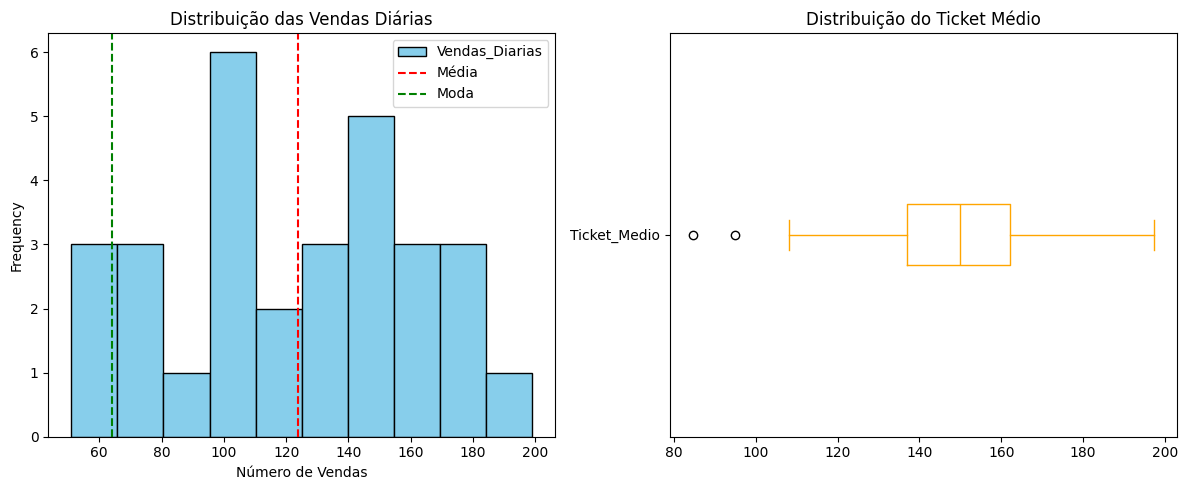 Distribuição das Vendas Diárias
Vendas_Diarias
Média
Moda
Frequency
6
5
4
3
2
1
0
60 80 100 120 140 160 180 200
Número de Vendas
Distribuição do Ticket Médio
Ticket_Medio
80 100 120 140 160 180 200